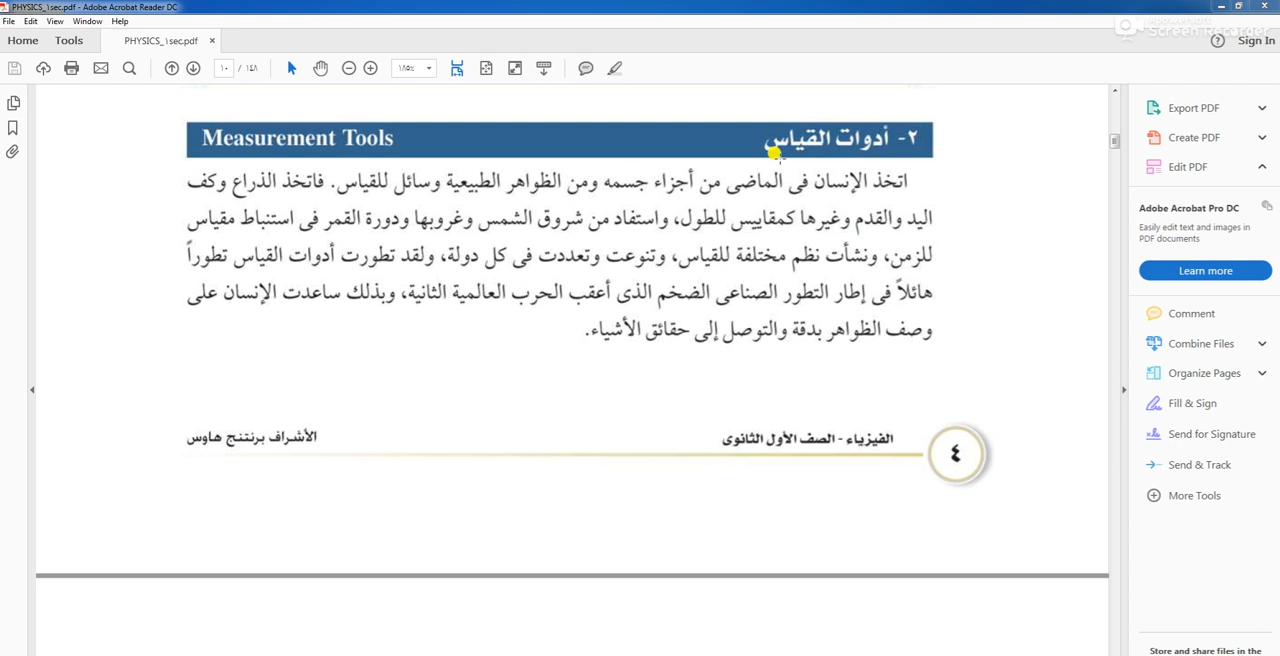 PHYSICS_1sec.pdf - Adobe Acrobat Reader DC
File Edit View Window Help
Apowersoft
Screen Recorder
Home Tools PHYSICS_١sec.pdf × Sign In
١٠ / ١٤٨ ١٨٥%
Measurement Tools ٢- أدوات القياس
اتخذ الإنسان فى الماضى من أجزاء جسمه ومن الظواهر الطبيعية وسائل للقياس. فاتخذ الذراع وكف
اليد والقدم وغيرها كمقاييس للطول، واستفاد من شروق الشمس وغروبها ودورة القمر فى استنباط مقياس
للزمن، ونشأت نظم مختلفة للقياس، وتنوعت وتعددت فى كل دولة، ولقد تطورت أدوات القياس تطوراً
هائلاً فى إطار التطور الصناعى الضخم الذى أعقب الحرب العالمية الثانية، وبذلك ساعدت الإنسان على
وصف الظواهر بدقة والتوصل إلى حقائق الأشياء.
الأشراف برنتنج هاوس
الفيزياء - الصف الأول الثانوى
٤
Export PDF
Create PDF
Edit PDF
Adobe Acrobat Pro DC
Easily edit text and images in
PDF documents
Learn more
Comment
Combine Files
Organize Pages
Fill & Sign
Send for Signature
Send & Track
More Tools
Store and share files in the